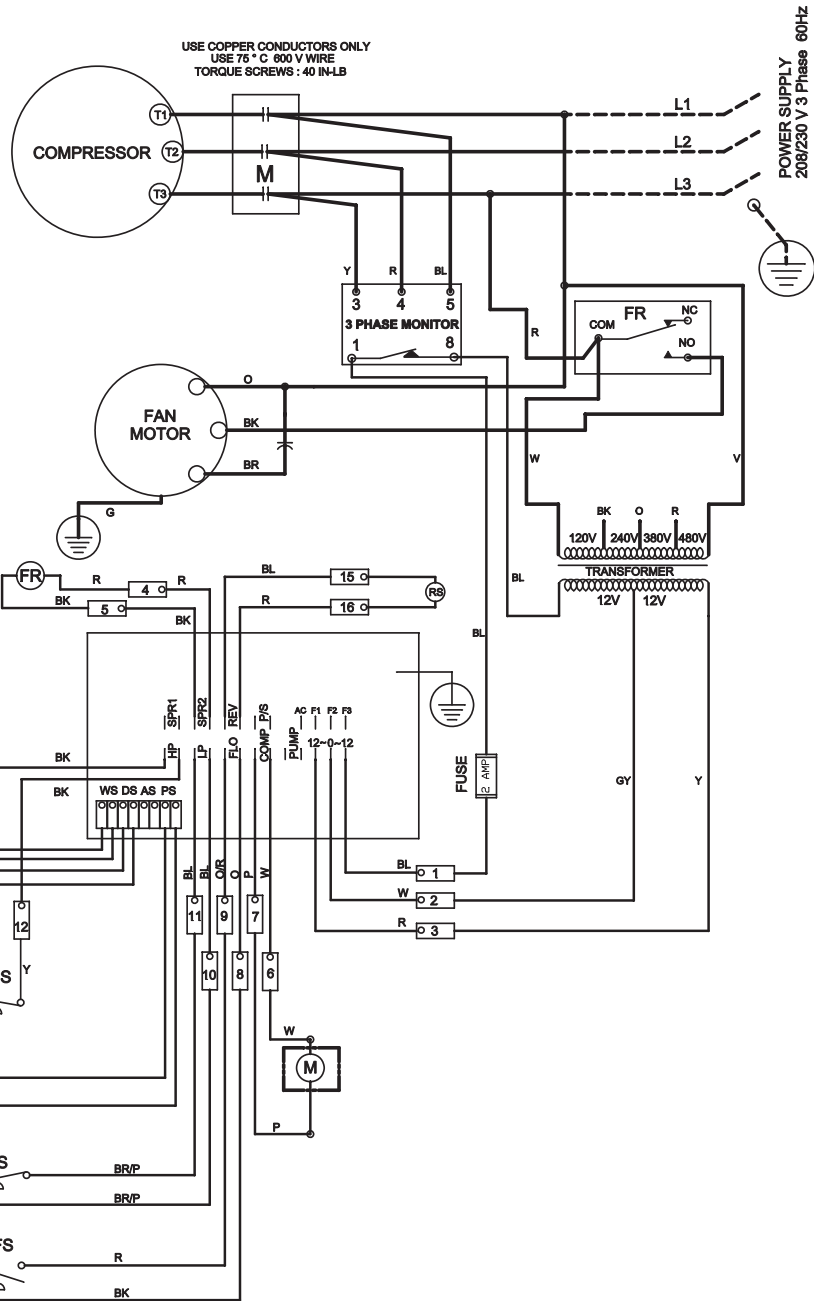 USE COPPER CONDUCTORS ONLY
USE 75 ° C 600 V WIRE
TORQUE SCREWS : 40 IN-LB
POWER SUPPLY
208/230 V 3 Phase 60Hz
T1
L1
COMPRESSOR
T2
L2
M
T3
L3
Y
R
BL
3
4
5
3 PHASE MONITOR
1
8
FR
NC
COM
NO
R
O
FAN
MOTOR
BK
BR
G
W
V
BK
O
R
120V
240V
380V
480V
TRANSFORMER
12V
12V
BL
FR
R
4
R
BK
5
BK
BL
15
RS
R
16
BL
SPR1
SPR2
REV
P/S
AC
F1
F2
F3
HP
LP
FLO
COMP
PUMP
12~0~12
BK
BK
WS DS AS PS
FUSE
2 AMP
GY
Y
BL
BL
O/R
O
P
W
BL
1
W
2
R
3
12
11
9
7
10
8
6
S
Y
W
M
P
S
BR/P
BR/P
FS
R
BK